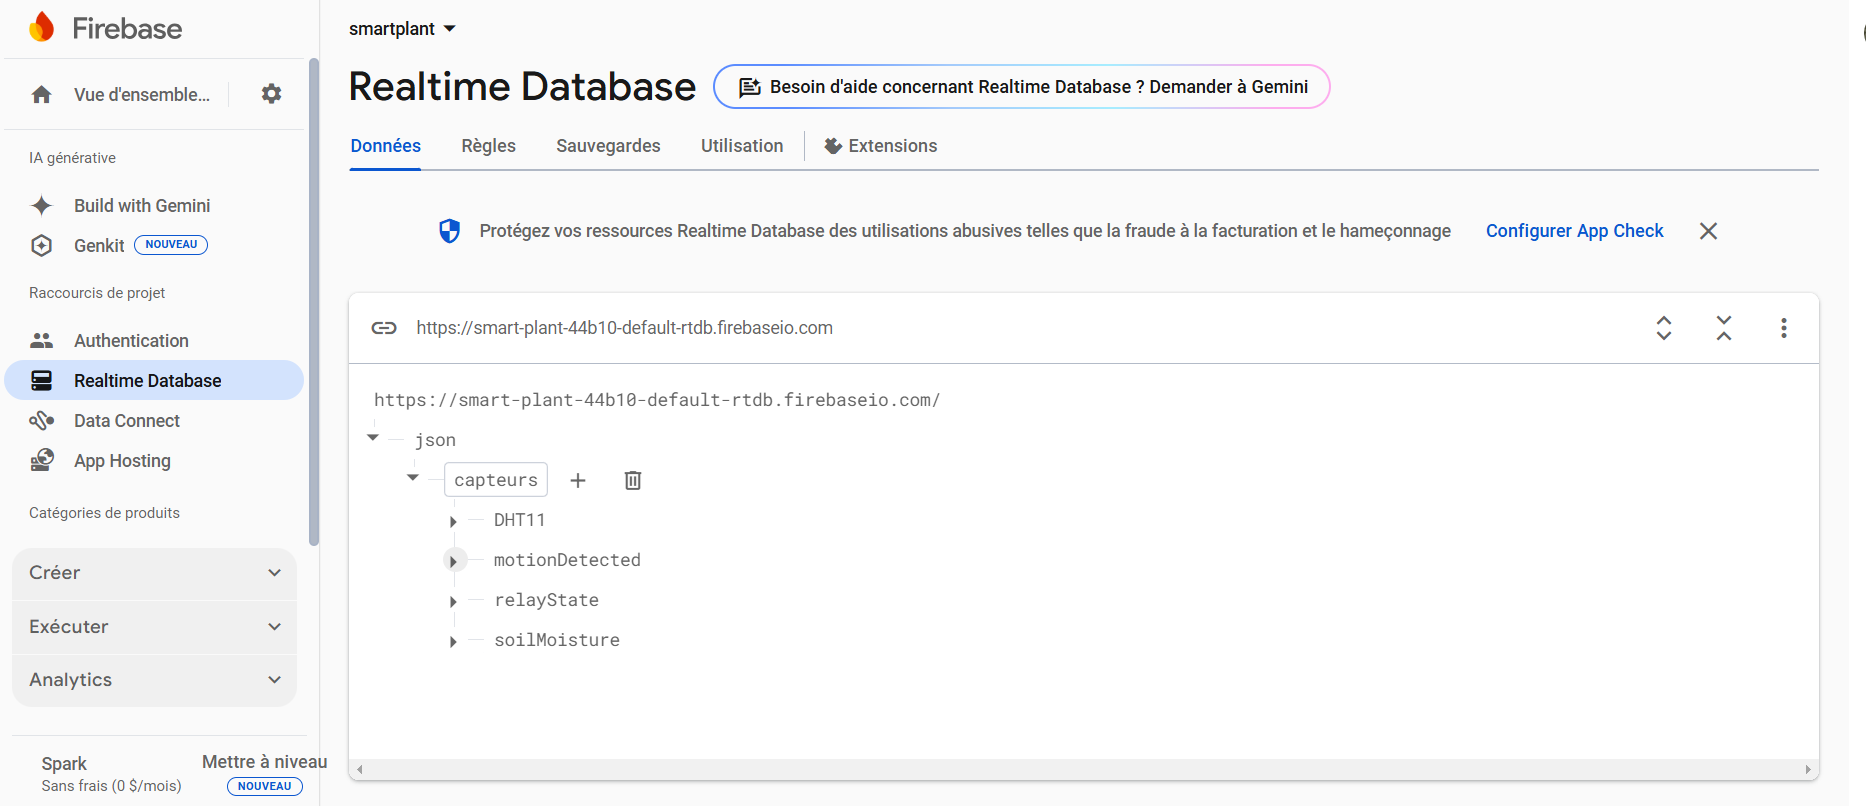 Firebase
Vue d'ensemble...
IA générative
Build with Gemini
Genkit NOUVEAU
Raccourcis de projet
Authentication
Realtime Database
Data Connect
App Hosting
Catégories de produits
Créer
Exécuter
Analytics
Spark
Sans frais (0 $/mois)
Mettre à niveau
NOUVEAU
smartplant
Realtime Database
Besoin d'aide concernant Realtime Database ? Demander à Gemini
Données Règles Sauvegardes Utilisation Extensions
Protégez vos ressources Realtime Database des utilisations abusives telles que la fraude à la facturation et le hameçonnage Configurer App Check
https://smart-plant-44b10-default-rtdb.firebaseio.com
https://smart-plant-44b10-default-rtdb.firebaseio.com/
json
capteurs
DHT11
motionDetected
relayState
soilMoisture